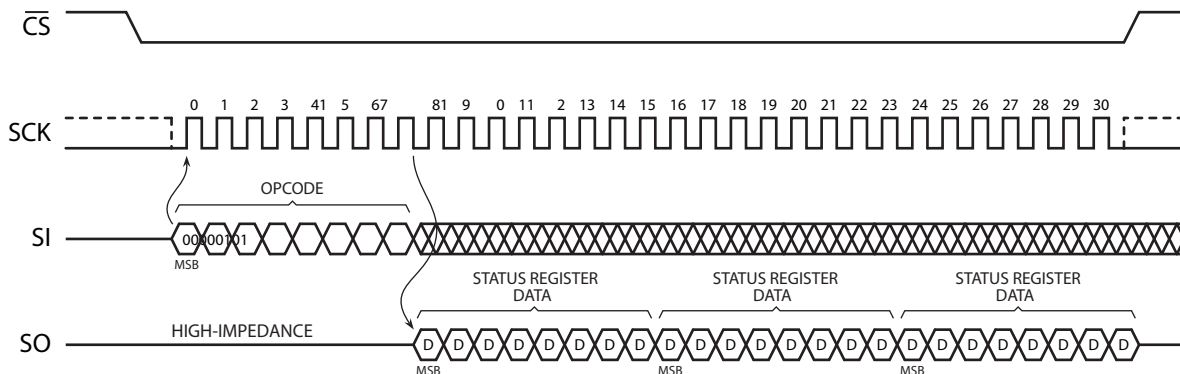 CS
0 1 2 3 41 5 67 81 9 0 11 2 13 14 15 16 17 18 19 20 21 22 23 24 25 26 27 28 29 30
SCK
OPCODE
SI
00000101
MSB
STATUS REGISTER
DATA
STATUS REGISTER
DATA
STATUS REGISTER
DATA
HIGH-IMPEDANCE
SO
D D D D D D D D D D D D D D D D D D D D D D D D
MSB MSB MSB